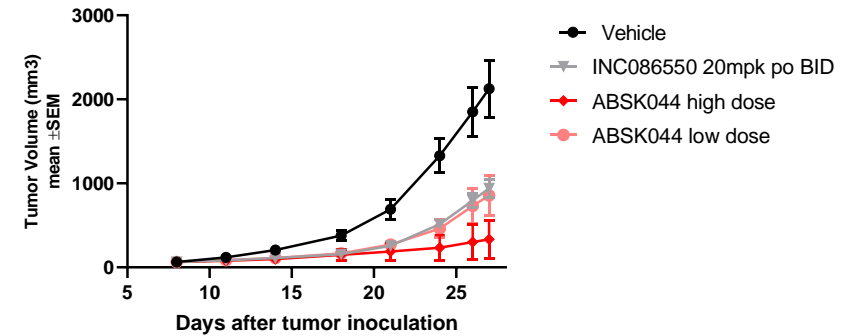 3000
2000
1000
0
5
10
15
20
25
Tumor Volume (mm3)
mean ±SEM
Days after tumor inoculation
Vehicle
INC086550 20mpk po BID
ABSK044 high dose
ABSK044 low dose